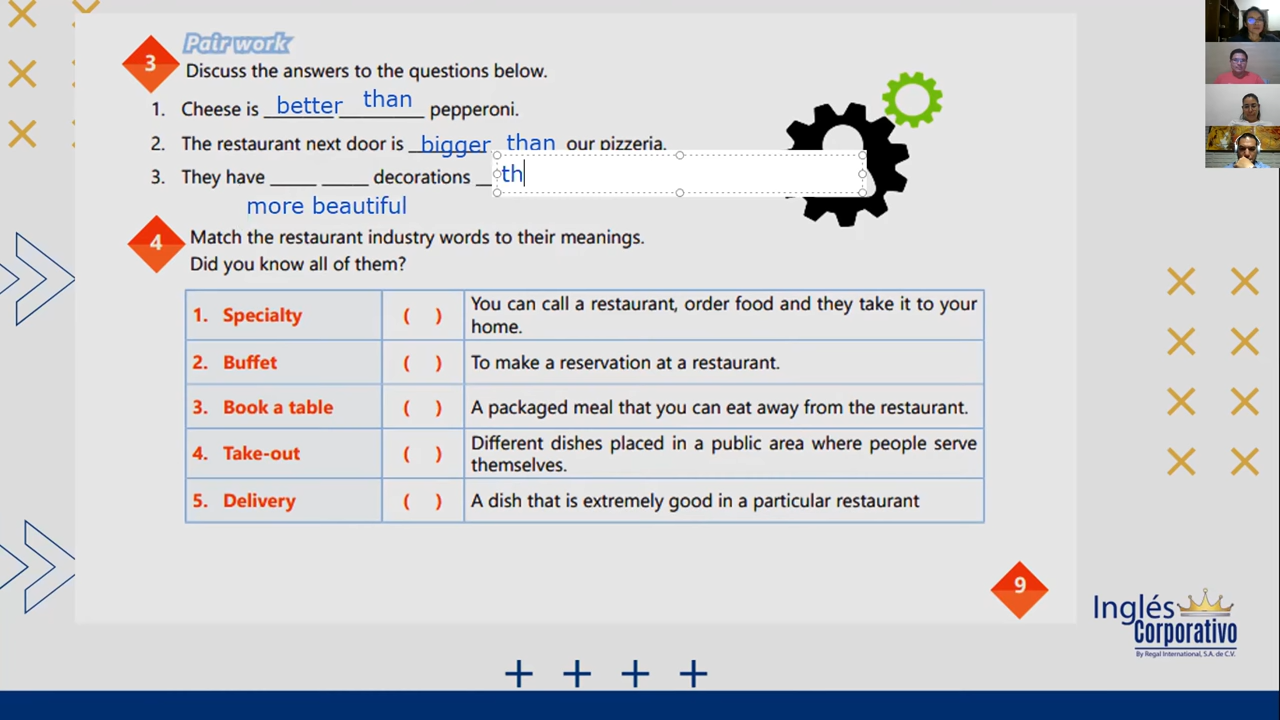 Pair work
3
Discuss the answers to the questions below.
1. Cheese is better than pepperoni.
2. The restaurant next door is bigger than our pizzeria.
3. They have _____ _____ decorations __ th
more beautiful
4
Match the restaurant industry words to their meanings.
Did you know all of them?
1. Specialty ( ) You can call a restaurant, order food and they take it to your
home.
2. Buffet ( ) To make a reservation at a restaurant.
3. Book a table ( ) A packaged meal that you can eat away from the restaurant.
4. Take-out ( ) Different dishes placed in a public area where people serve
themselves.
5. Delivery ( ) A dish that is extremely good in a particular restaurant
9
Inglés
Corporativo
By Regal International, S.A. de C.V.